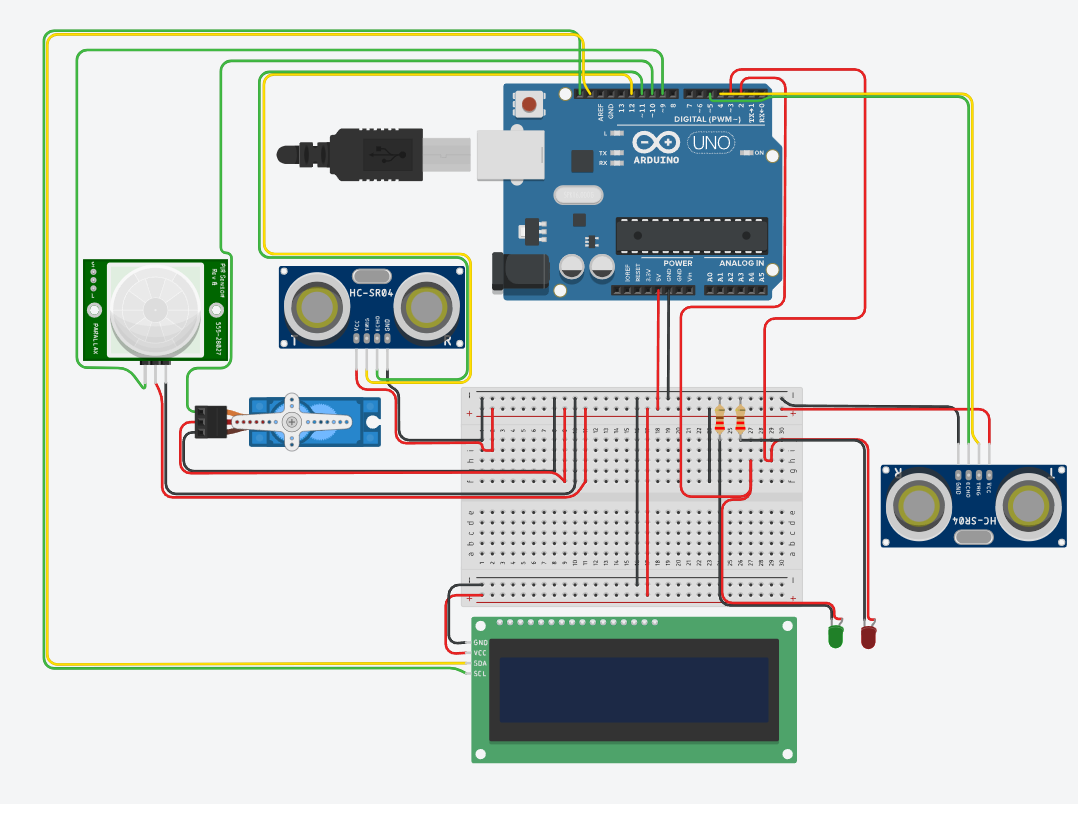 AREF
GND
13
12
~11
~10
~9
8
7
~6
~5
4
~3
2
TX→1
RX←0
DIGITAL (PWM~)
L
TX
RX
ARDUINO
UNO
ON
POWER
ANALOG IN
IOREF
RESET
3.3V
5V
GND
GND
Vin
A0
A1
A2
A3
A4
A5
PIR Sensor
Rev B
555-28027
PARALLAX
HC-SR04
VCC
TRIG
ECHO
GND
T
R
HC-SR04
GND
ECHO
TRIG
VCC
R
T
GND
VCC
SDA
SCL